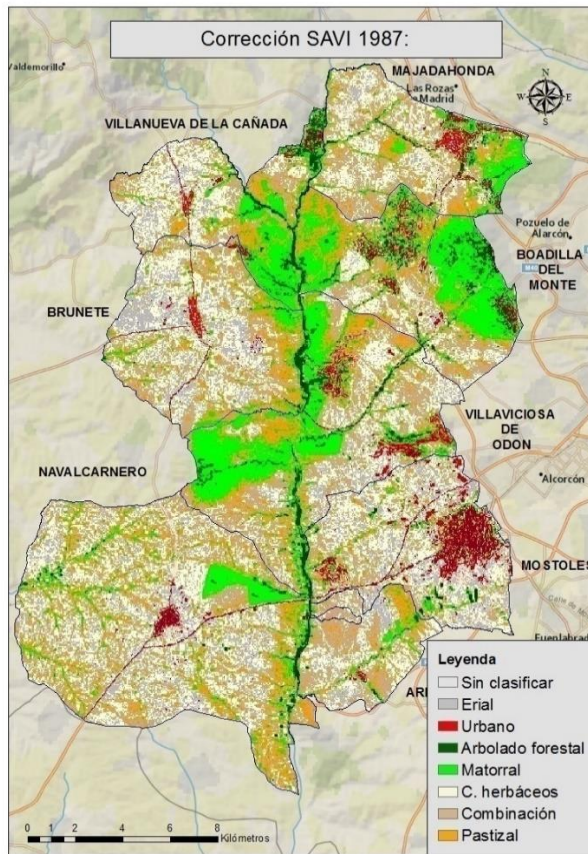 Corrección SAVI 1987:
Valdemorillo
MAJADAHONDA
Las Rozas
Madrid
N
W
E
S
VILLANUEVA DE LA CAÑADA
Pozuelo de
Alarcón
BOADILLA
DEL
MONTE
BRUNETE
VILLAVICIOSA
DE
ODON
NAVALCARNERO
Alcorcón
MOSTOLES
Fuenlabrad
AR
Leyenda
Sin clasificar
Erial
Urbano
Arbolado forestal
Matorral
C. herbáceos
Combinación
Pastizal
0 1 2 4 6 8
Kilómetros